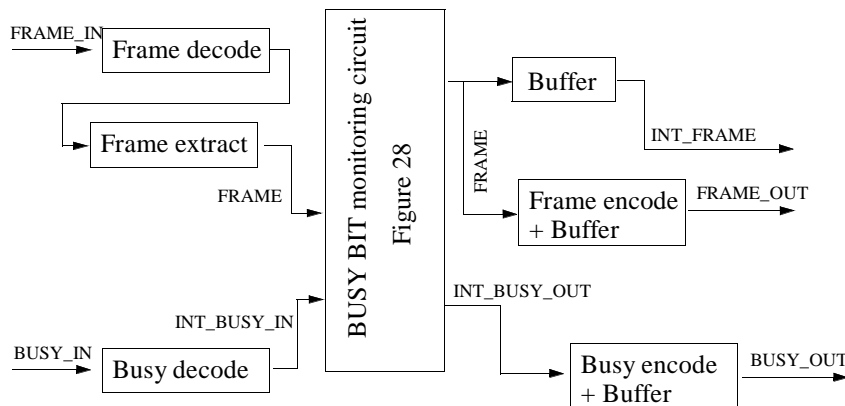 FRAME_IN
Frame decode
Frame extract
FRAME
INT_BUSY_IN
BUSY_IN
Busy decode
BUSY BIT monitoring circuit
Figure 28
Buffer
INT_FRAME
FRAME
Frame encode
+ Buffer
FRAME_OUT
INT_BUSY_OUT
Busy encode
+ Buffer
BUSY_OUT